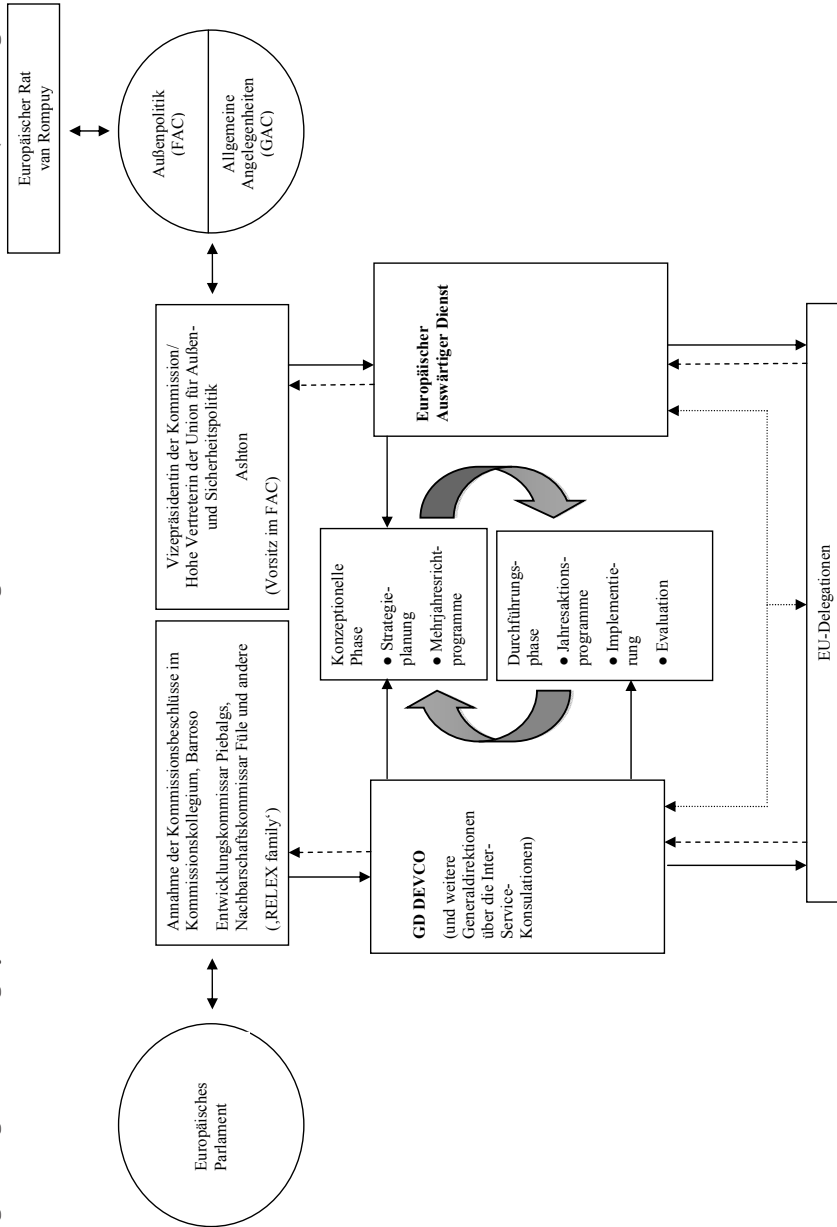 Europäischer Rat
van Rompuy
Europäisches
Parlament
Annahme der Kommissionsbeschlüsse im
Kommissionskollegium, Barroso
Entwicklungskommissar Piebalgs,
Nachbarschaftskommissar Füle und andere
(‚RELEX family‘)
Vizepräsidentin der Kommission/
Hohe Vertreterin der Union für Außen-
und Sicherheitspolitik
Ashton
(Vorsitz im FAC)
Außenpolitik
(FAC)
Allgemeine
Angelegenheiten
(GAC)
GD DEVCO
(und weitere
Generaldirektionen
über die Inter-
Service-
Konsulationen)
Konzeptionelle
Phase
● Strategie-
planung
● Mehrjahresricht-
programme
Durchführungs-
phase
● Jahresaktions-
programme
● Implementie-
rung
● Evaluation
Europäischer
Auswärtiger Dienst
EU-Delegationen